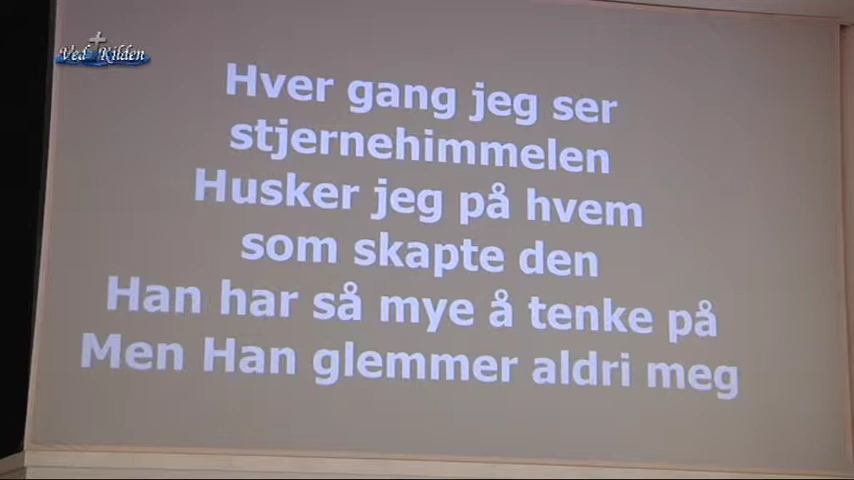 Ved Kilden
Hver gang jeg ser
stjernehimmelen
Husker jeg på hvem
som skapte den
Han har så mye å tenke på
Men Han glemmer aldri meg